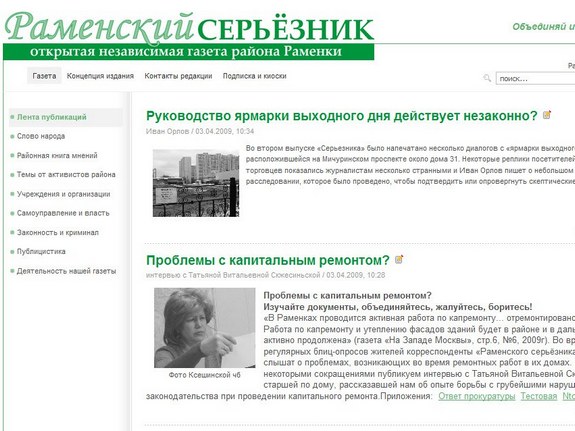 Раменский СЕРЬЁЗНИК
открытая независимая газета района Раменки
Объединяй и
Газета Концепция издания Контакты редакции Подписка и киоски
поиск...
Лента публикаций
Слово народа
Районная книга мнений
Темы от активистов района
Учреждения и организации
Самоуправление и власть
Законность и криминал
Публицистика
Деятельность нашей газеты
Руководство ярмарки выходного дня действует незаконно?
Иван Орлов / 03.04.2009, 10:34
Во втором выпуске «Серьезника» было напечатано несколько диалогов с «ярмарки выходного
расположившейся на Мичуринском проспекте около дома 31. Некоторые реплики посетителей
торговцев показались журналистам несколько странными и Иван Орлов пишет о небольшом
расследовании, которое было проведено, чтобы подтвердить или опровергнуть скептические
Проблемы с капитальным ремонтом?
интервью с Татьяной Витальевной Скжесиньской / 03.04.2009, 10:28
Проблемы с капитальным ремонтом?
Изучайте документы, объединяйтесь, жалуйтесь, боритесь!
«В Раменках проводится активная работа по капремонту… отремонтировано
Работа по капремонту и утеплению фасадов зданий будет в районе и в даль
активно продолжена» (газета «На Западе Москвы», стр.6, №6, 2009г). Во вр
регулярных блиц-опросов жителей корреспонденты «Раменского серьёзника
слышат о проблемах, возникающих во время ремонтных работ в их домах.
некоторыми сокращениями публикуем интервью с Татьяной Витальевной Ск
старшей по дому, рассказавшей нам об опыте борьбы с грубейшими наруш
Фото Ксешинской ч6
законодательства при проведении капитального ремонта.Приложения: Ответ прокуратуры Тестовая